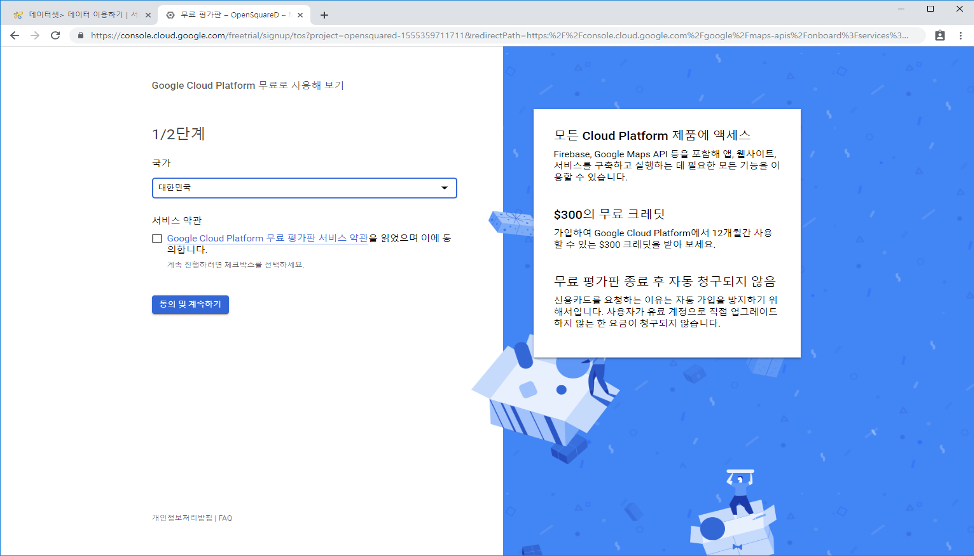 데이터셋> 데이터 이용하기 | 서
무료 평가판 – OpenSquareD –
https://console.cloud.google.com/freetrial/signup/tos?project=opensquared-1555359711711&redirectPath=https:%2F%2Fconsole.cloud.google.com%2Fgoogle%2Fmaps-apis%2Fonboard%3Fservices%3...
Google Cloud Platform 무료로 사용해 보기
1/2단계
국가
대한민국
서비스 약관
Google Cloud Platform 무료 평가판 서비스 약관을 읽었으며 이에 동
의합니다.
계속 진행하려면 체크박스를 선택하세요.
동의 및 계속하기
개인정보처리방침 | FAQ
모든 Cloud Platform 제품에 액세스
Firebase, Google Maps API 등을 포함해 앱, 웹사이트,
서비스를 구축하고 실행하는 데 필요한 모든 기능을 이
용할 수 있습니다.
$300의 무료 크레딧
가입하여 Google Cloud Platform에서 12개월간 사용
할 수 있는 $300 크레딧을 받아 보세요.
무료 평가판 종료 후 자동 청구되지 않음
신용카드를 요청하는 이유는 자동 가입을 방지하기 위
해서입니다. 사용자가 유료 계정으로 직접 업그레이드
하지 않는 한 요금이 청구되지 않습니다.